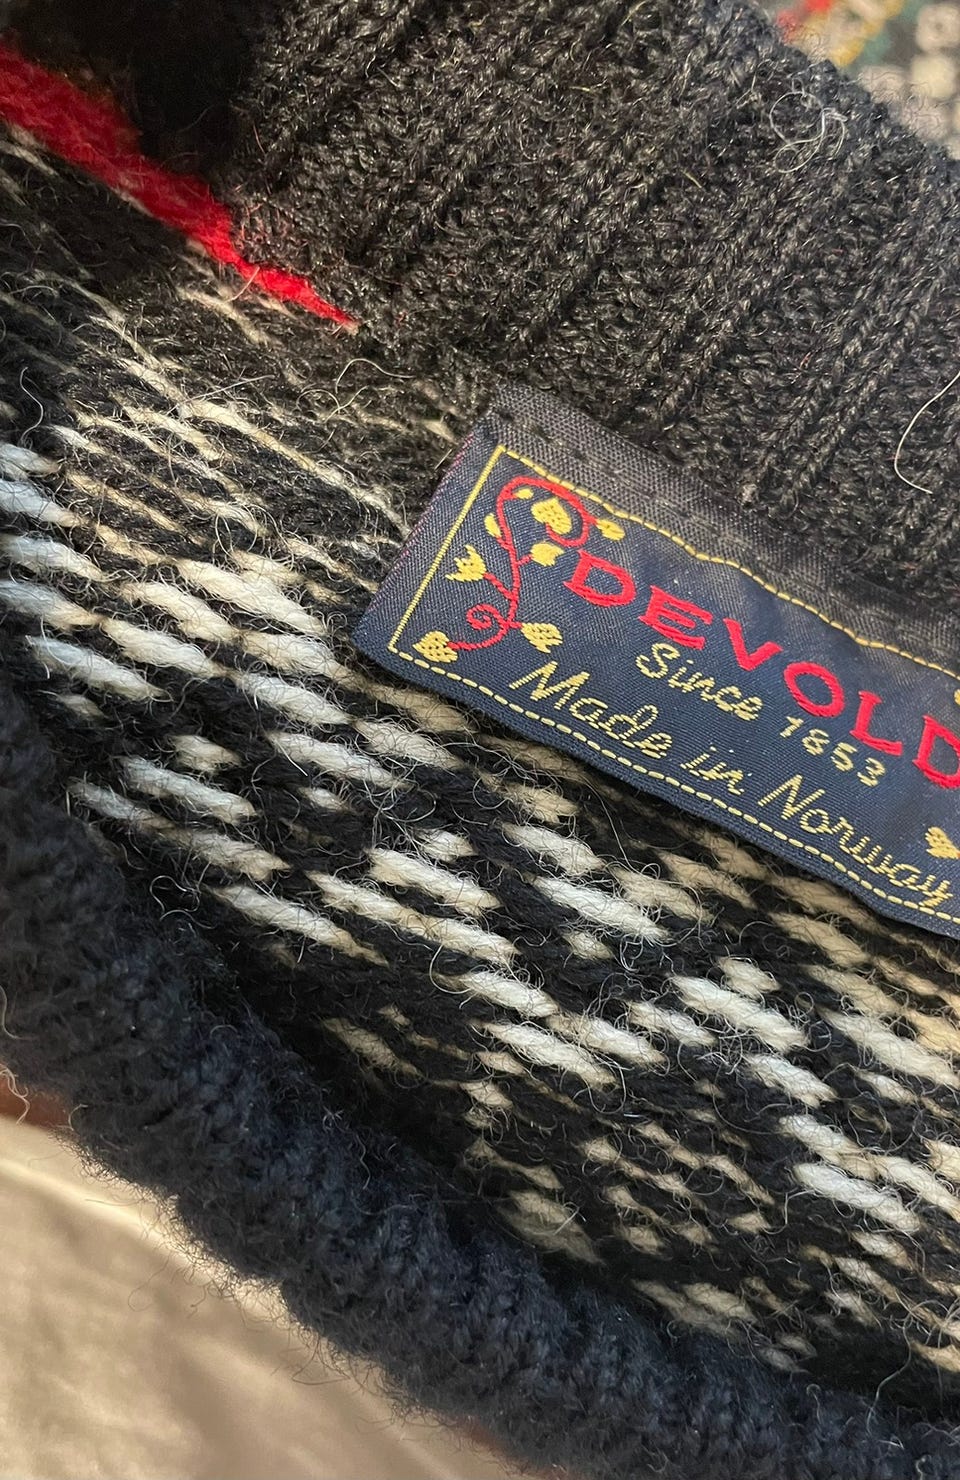 DEVOLD
Since 1853
Made in Norway